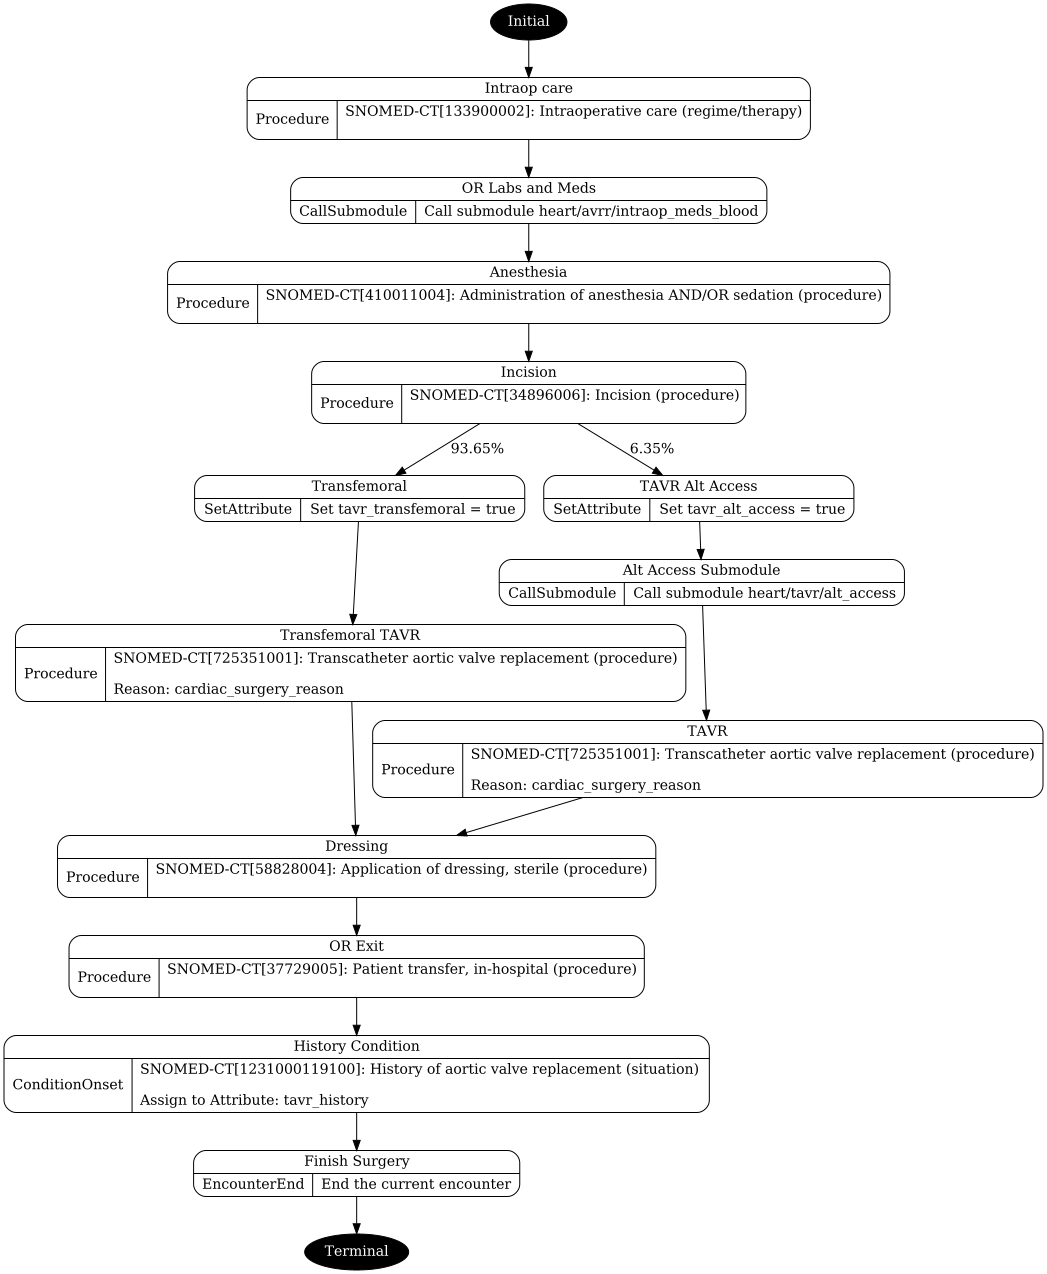 Initial
Intraop care
Procedure
SNOMED-CT[133900002]: Intraoperative care (regime/therapy)
OR Labs and Meds
CallSubmodule
Call submodule heart/avrr/intraop_meds_blood
Anesthesia
Procedure
SNOMED-CT[410011004]: Administration of anesthesia AND/OR sedation (procedure)
Incision
Procedure
SNOMED-CT[34896006]: Incision (procedure)
93.65%
6.35%
Transfemoral
SetAttribute
Set tavr_transfemoral = true
TAVR Alt Access
SetAttribute
Set tavr_alt_access = true
Alt Access Submodule
CallSubmodule
Call submodule heart/tavr/alt_access
Transfemoral TAVR
Procedure
SNOMED-CT[725351001]: Transcatheter aortic valve replacement (procedure)
Reason: cardiac_surgery_reason
TAVR
Procedure
SNOMED-CT[725351001]: Transcatheter aortic valve replacement (procedure)
Reason: cardiac_surgery_reason
Dressing
Procedure
SNOMED-CT[58828004]: Application of dressing, sterile (procedure)
OR Exit
Procedure
SNOMED-CT[37729005]: Patient transfer, in-hospital (procedure)
History Condition
ConditionOnset
SNOMED-CT[1231000119100]: History of aortic valve replacement (situation)
Assign to Attribute: tavr_history
Finish Surgery
EncounterEnd
End the current encounter
Terminal